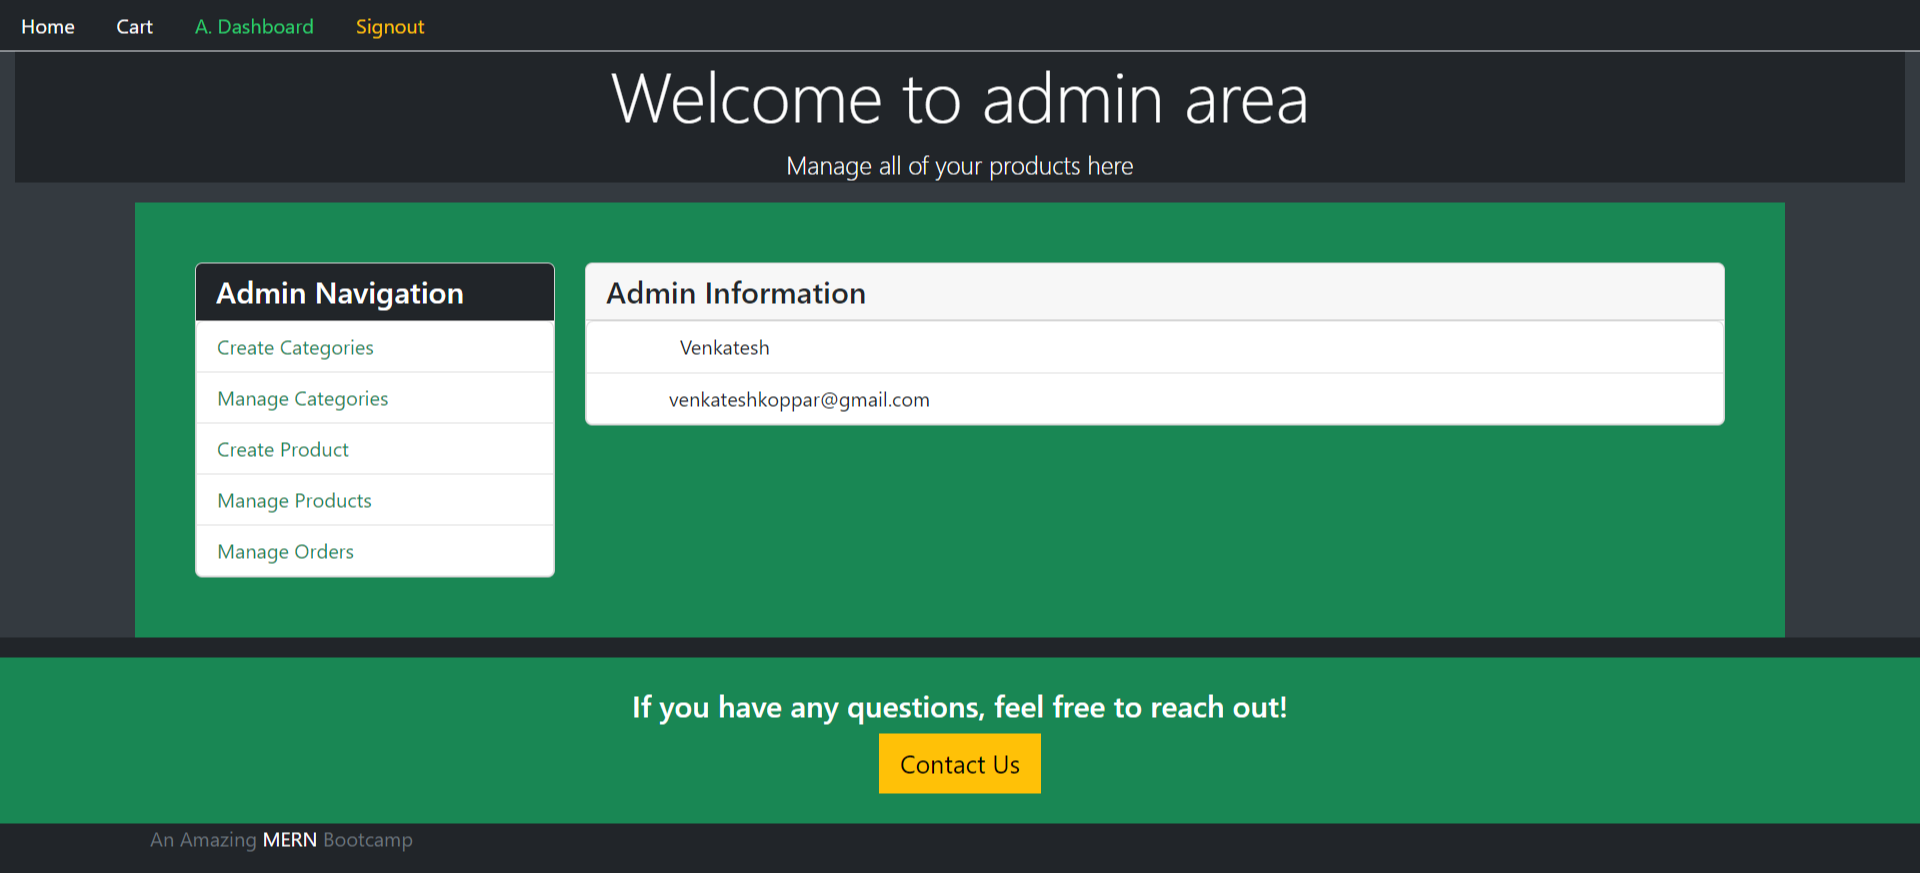 Home Cart A. Dashboard Signout
Welcome to admin area
Manage all of your products here
Admin Navigation
Create Categories
Manage Categories
Create Product
Manage Products
Manage Orders
Admin Information
Venkatesh
venkateshkoppar@gmail.com
If you have any questions, feel free to reach out!
Contact Us
An Amazing MERN Bootcamp